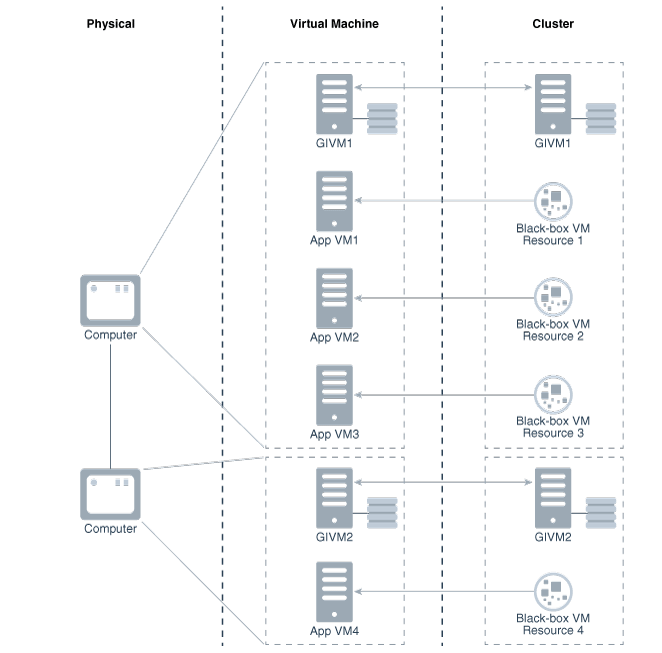 Physical
Virtual Machine
Cluster
GIVM1
GIVM1
App VM1
Black-box VM
Resource 1
App VM2
Black-box VM
Resource 2
Computer
App VM3
Black-box VM
Resource 3
Computer
GIVM2
GIVM2
App VM4
Black-box VM
Resource 4